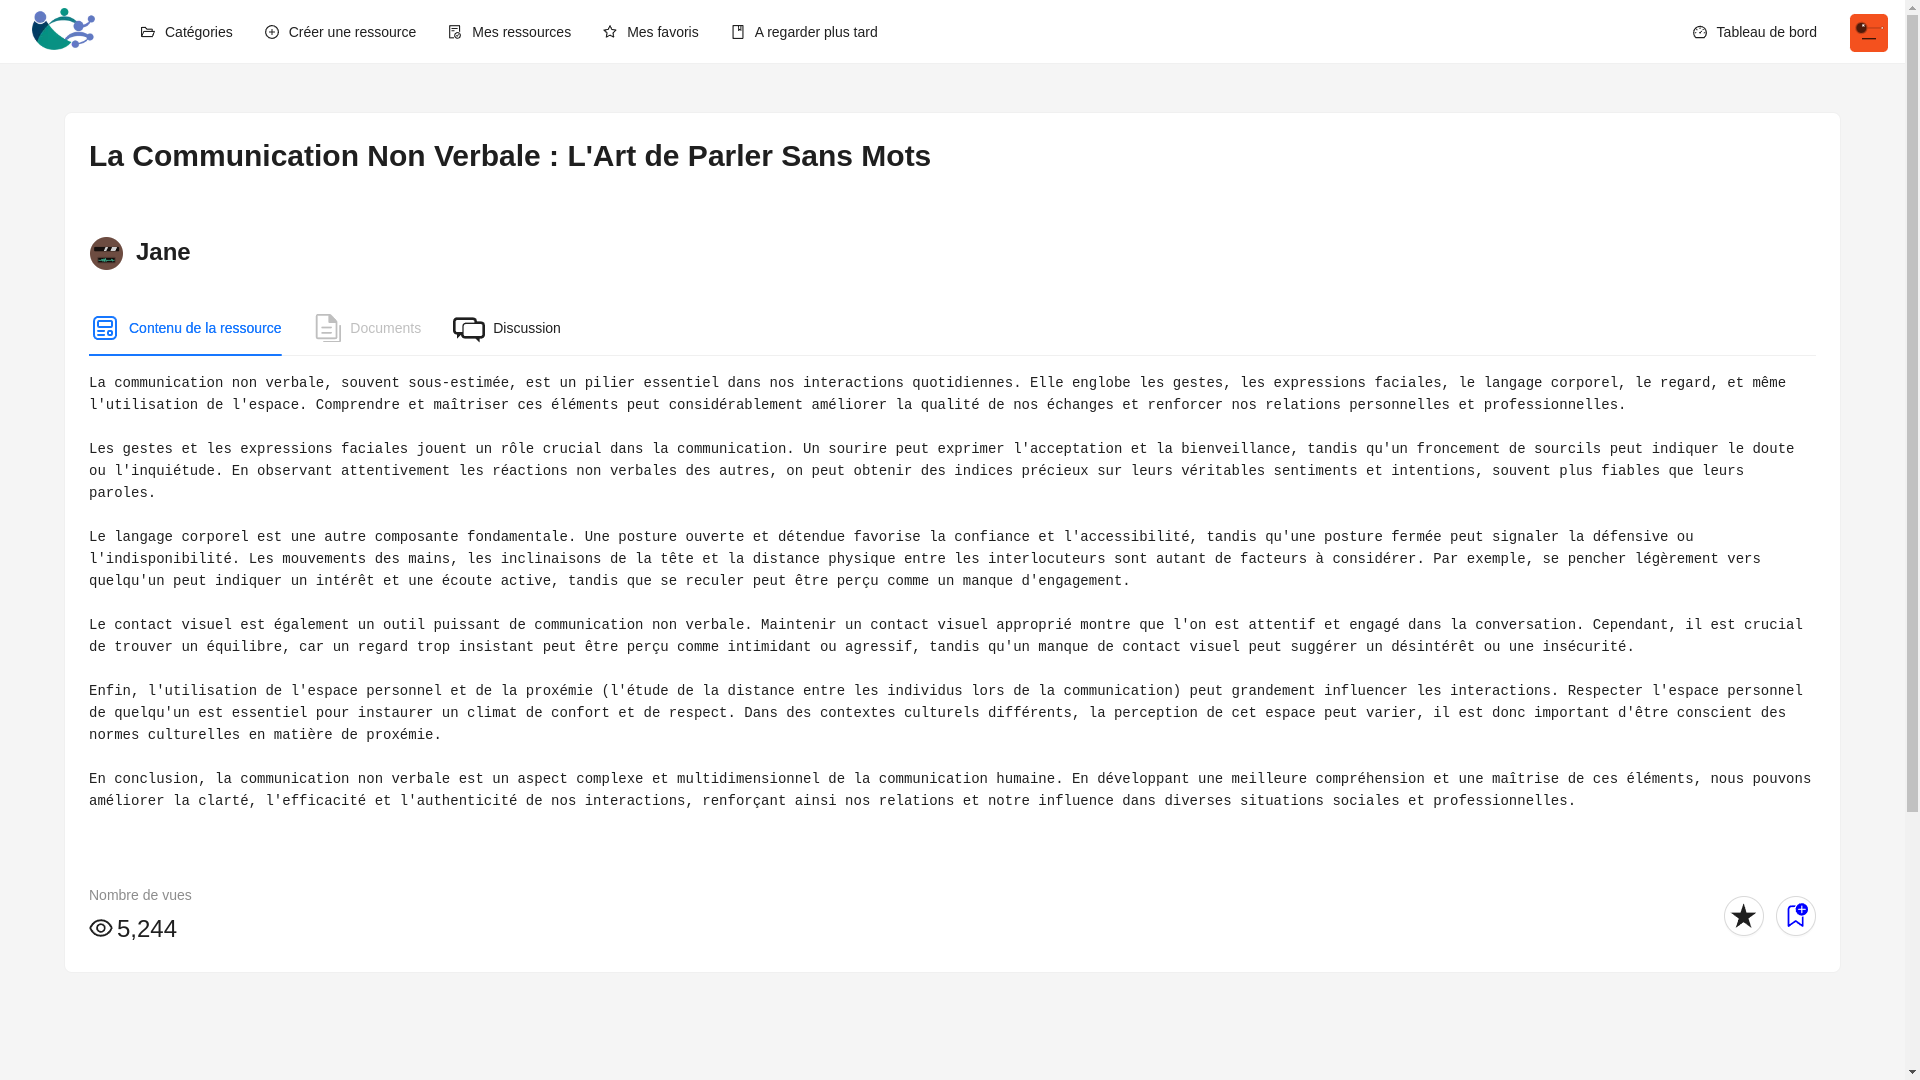 Catégories
Créer une ressource
Mes ressources
Mes favoris
A regarder plus tard
Tableau de bord
La Communication Non Verbale : L'Art de Parler Sans Mots
Jane
Contenu de la ressource
Documents
Discussion
La communication non verbale, souvent sous-estimée, est un pilier essentiel dans nos interactions quotidiennes. Elle englobe les gestes, les expressions faciales, le langage corporel, le regard, et même
l'utilisation de l'espace. Comprendre et maîtriser ces éléments peut considérablement améliorer la qualité de nos échanges et renforcer nos relations personnelles et professionnelles.
Les gestes et les expressions faciales jouent un rôle crucial dans la communication. Un sourire peut exprimer l'acceptation et la bienveillance, tandis qu'un froncement de sourcils peut indiquer le doute
ou l'inquiétude. En observant attentivement les réactions non verbales des autres, on peut obtenir des indices précieux sur leurs véritables sentiments et intentions, souvent plus fiables que leurs
paroles.
Le langage corporel est une autre composante fondamentale. Une posture ouverte et détendue favorise la confiance et l'accessibilité, tandis qu'une posture fermée peut signaler la défensive ou
l'indisponibilité. Les mouvements des mains, les inclinaisons de la tête et la distance physique entre les interlocuteurs sont autant de facteurs à considérer. Par exemple, se pencher légèrement vers
quelqu'un peut indiquer un intérêt et une écoute active, tandis que se reculer peut être perçu comme un manque d'engagement.
Le contact visuel est également un outil puissant de communication non verbale. Maintenir un contact visuel approprié montre que l'on est attentif et engagé dans la conversation. Cependant, il est crucial
de trouver un équilibre, car un regard trop insistant peut être perçu comme intimidant ou agressif, tandis qu'un manque de contact visuel peut suggérer un désintérêt ou une insécurité.
Enfin, l'utilisation de l'espace personnel et de la proxémie (l'étude de la distance entre les individus lors de la communication) peut grandement influencer les interactions. Respecter l'espace personnel
de quelqu'un est essentiel pour instaurer un climat de confort et de respect. Dans des contextes culturels différents, la perception de cet espace peut varier, il est donc important d'être conscient des
normes culturelles en matière de proxémie.
En conclusion, la communication non verbale est un aspect complexe et multidimensionnel de la communication humaine. En développant une meilleure compréhension et une maîtrise de ces éléments, nous pouvons
améliorer la clarté, l'efficacité et l'authenticité de nos interactions, renforçant ainsi nos relations et notre influence dans diverses situations sociales et professionnelles.
Nombre de vues
5,244